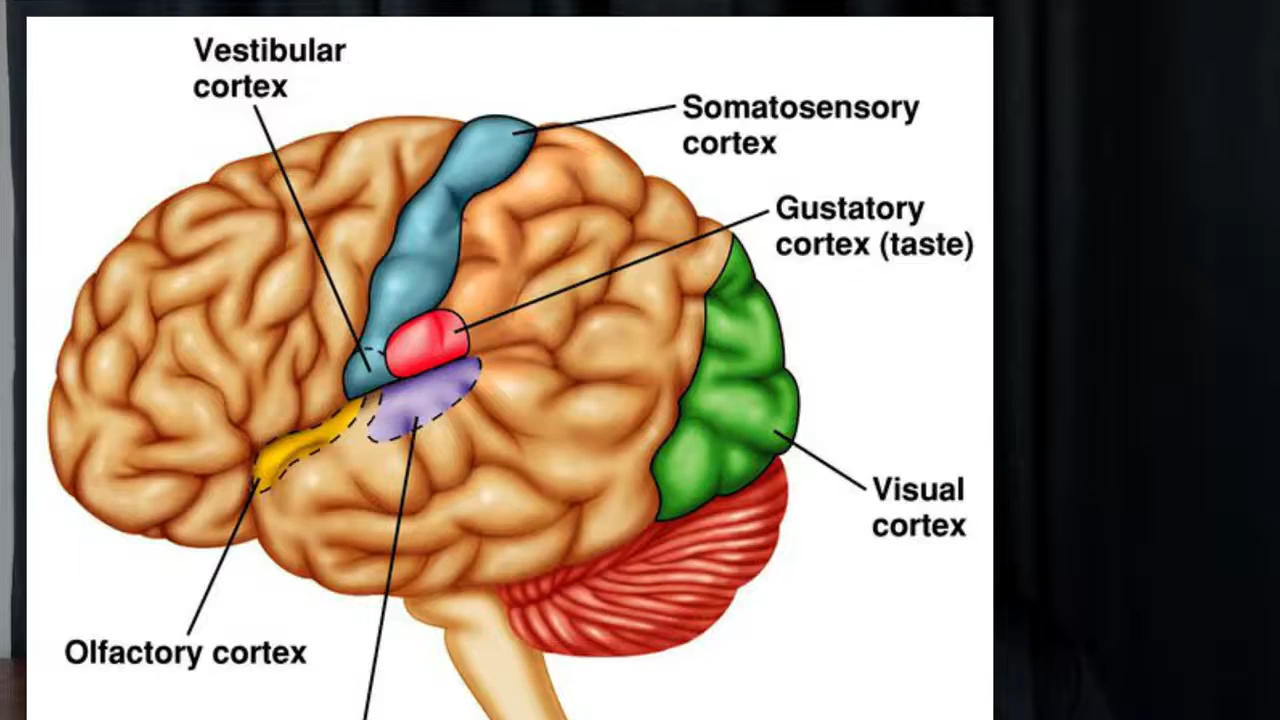 Vestibular
cortex
Somatosensory
cortex
Gustatory
cortex (taste)
Visual
cortex
Olfactory cortex